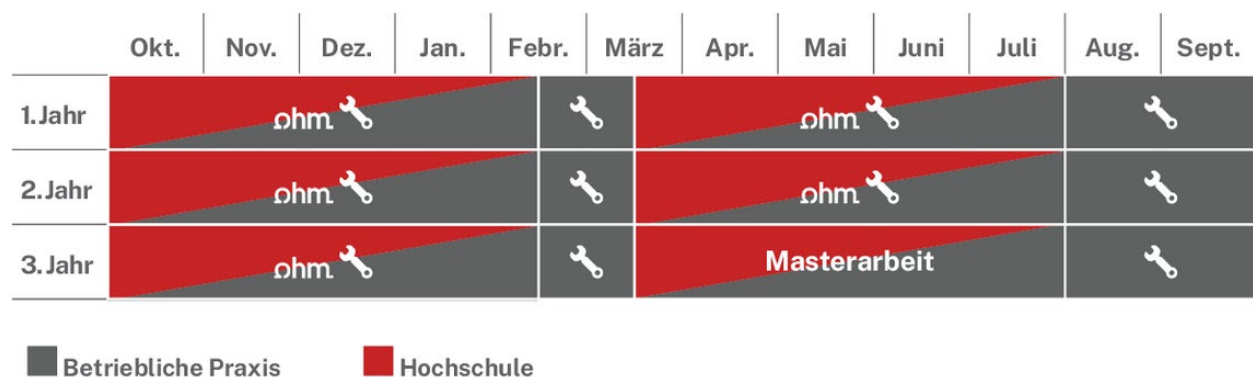 Okt. Nov. Dez. Jan. Febr. März Apr. Mai Juni Juli Aug. Sept.
1. Jahr ohm ohm
2. Jahr ohm ohm
3. Jahr ohm Masterarbeit
Betriebliche Praxis Hochschule